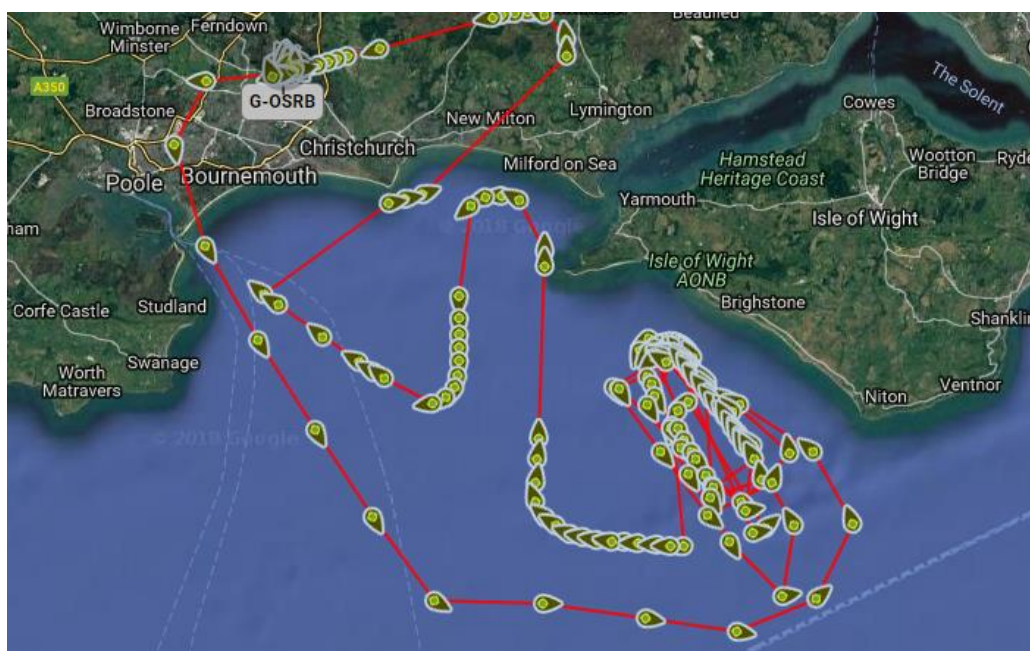 Wimborne
Minster
Ferndown
Beaulieu
A350
G-OSRB
Broadstone
Poole
Bournemouth
Christchurch
New Milton
Lymington
Milford on Sea
The Solent
Cowes
Wootton
Bridge
Ryde
Hamstead
Heritage Coast
Yarmouth
Isle of Wight
Isle of Wight
AONB
Brighstone
Shanklin
Ventnor
Niton
ham
Corfe Castle
Studland
Swanage
Worth
Matravers
© 2018 Google
© 2018 Google